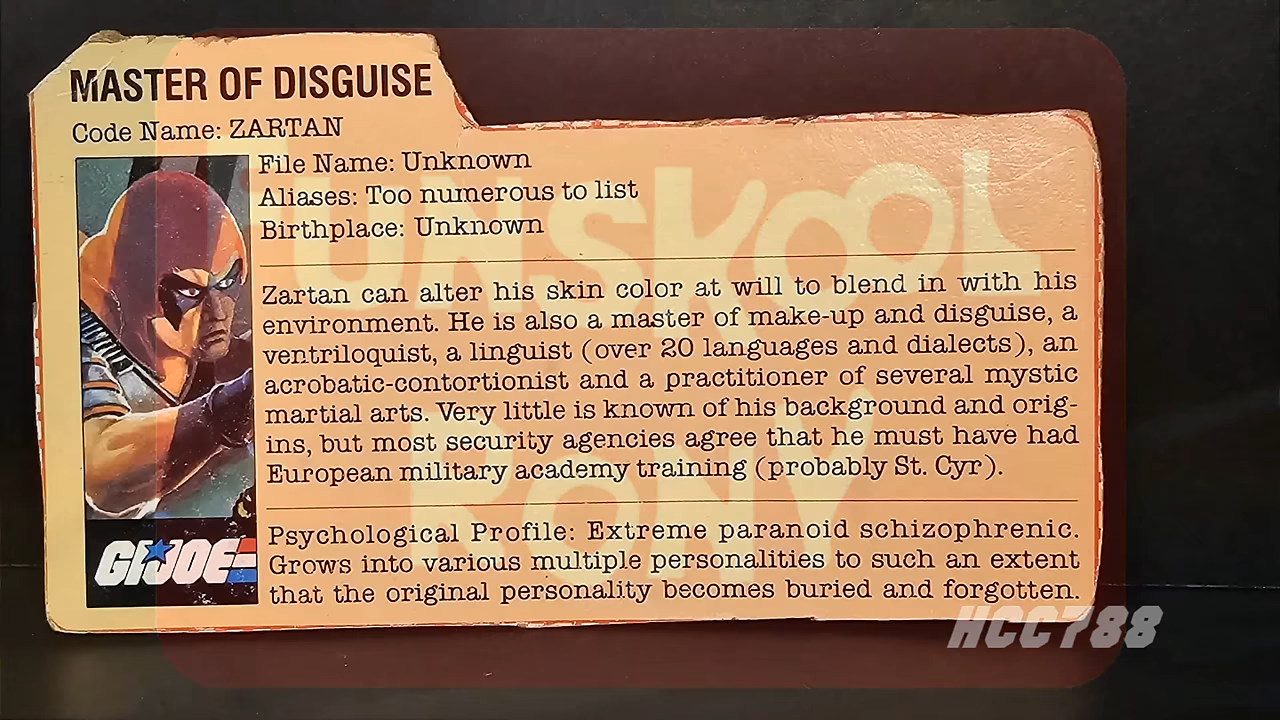 MASTER OF DISGUISE
Code Name: ZARTAN
File Name: Unknown
Aliases: Too numerous to list
Birthplace: Unknown
Zartan can alter his skin color at will to blend in with his
environment. He is also a master of make-up and disguise, a
ventriloquist, a linguist (over 20 languages and dialects), an
acrobatic-contortionist and a practitioner of several mystic
martial arts. Very little is known of his background and orig-
ins, but most security agencies agree that he must have had
European military academy training (probably St. Cyr).
Psychological Profile: Extreme paranoid schizophrenic.
Grows into various multiple personalities to such an extent
that the original personality becomes buried and forgotten.
GIJOE
UNSKOOL
RONY
HCC788